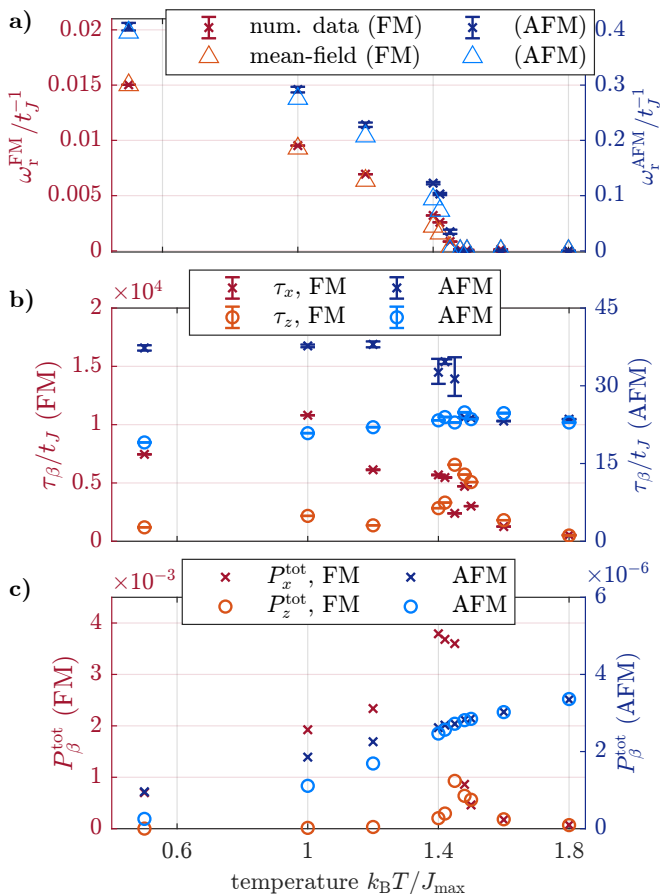 a)
num. data (FM) (AFM)
mean-field (FM) (AFM)
0.02
0.015
0.01
0.005
0
ω_r^FM/t_J^-1
0.4
0.3
0.2
0.1
0
ω_r^AFM/t_J^-1
b)
×10^4
τ_x, FM AFM
τ_z, FM AFM
2
1.5
1
0.5
0
τ_β/t_J (FM)
45
30
15
0
τ_β/t_J (AFM)
c)
×10^-3
×10^-6
P_x^tot, FM AFM
P_z^tot, FM AFM
4
3
2
1
0
P_β^tot (FM)
6
4
2
0
P_β^tot (AFM)
0.6 1 1.4 1.8
temperature k_B T/J_max